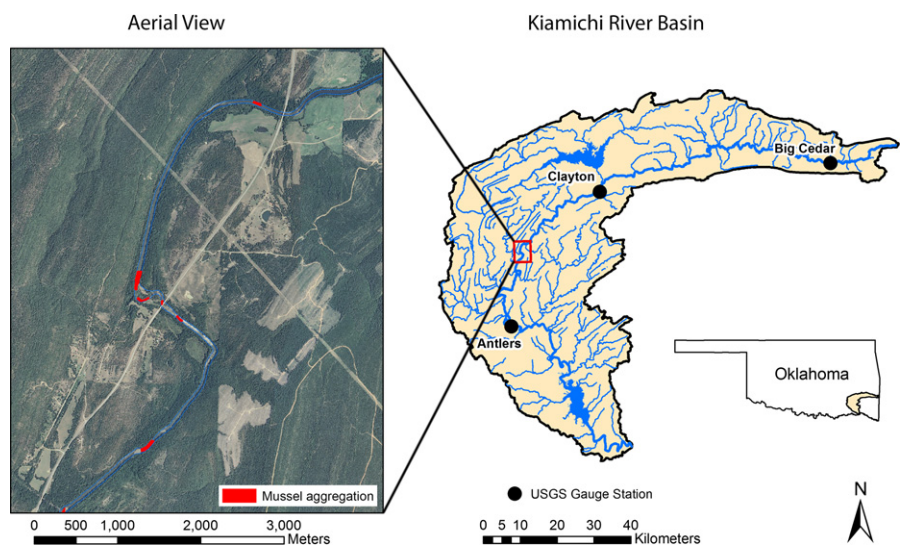 Aerial View
Kiamichi River Basin
Big Cedar
Clayton
Antlers
Oklahoma
Mussel aggregation
USGS Gauge Station
N
0 500 1,000 2,000 3,000
Meters
0 5 10 20 30 40
Kilometers